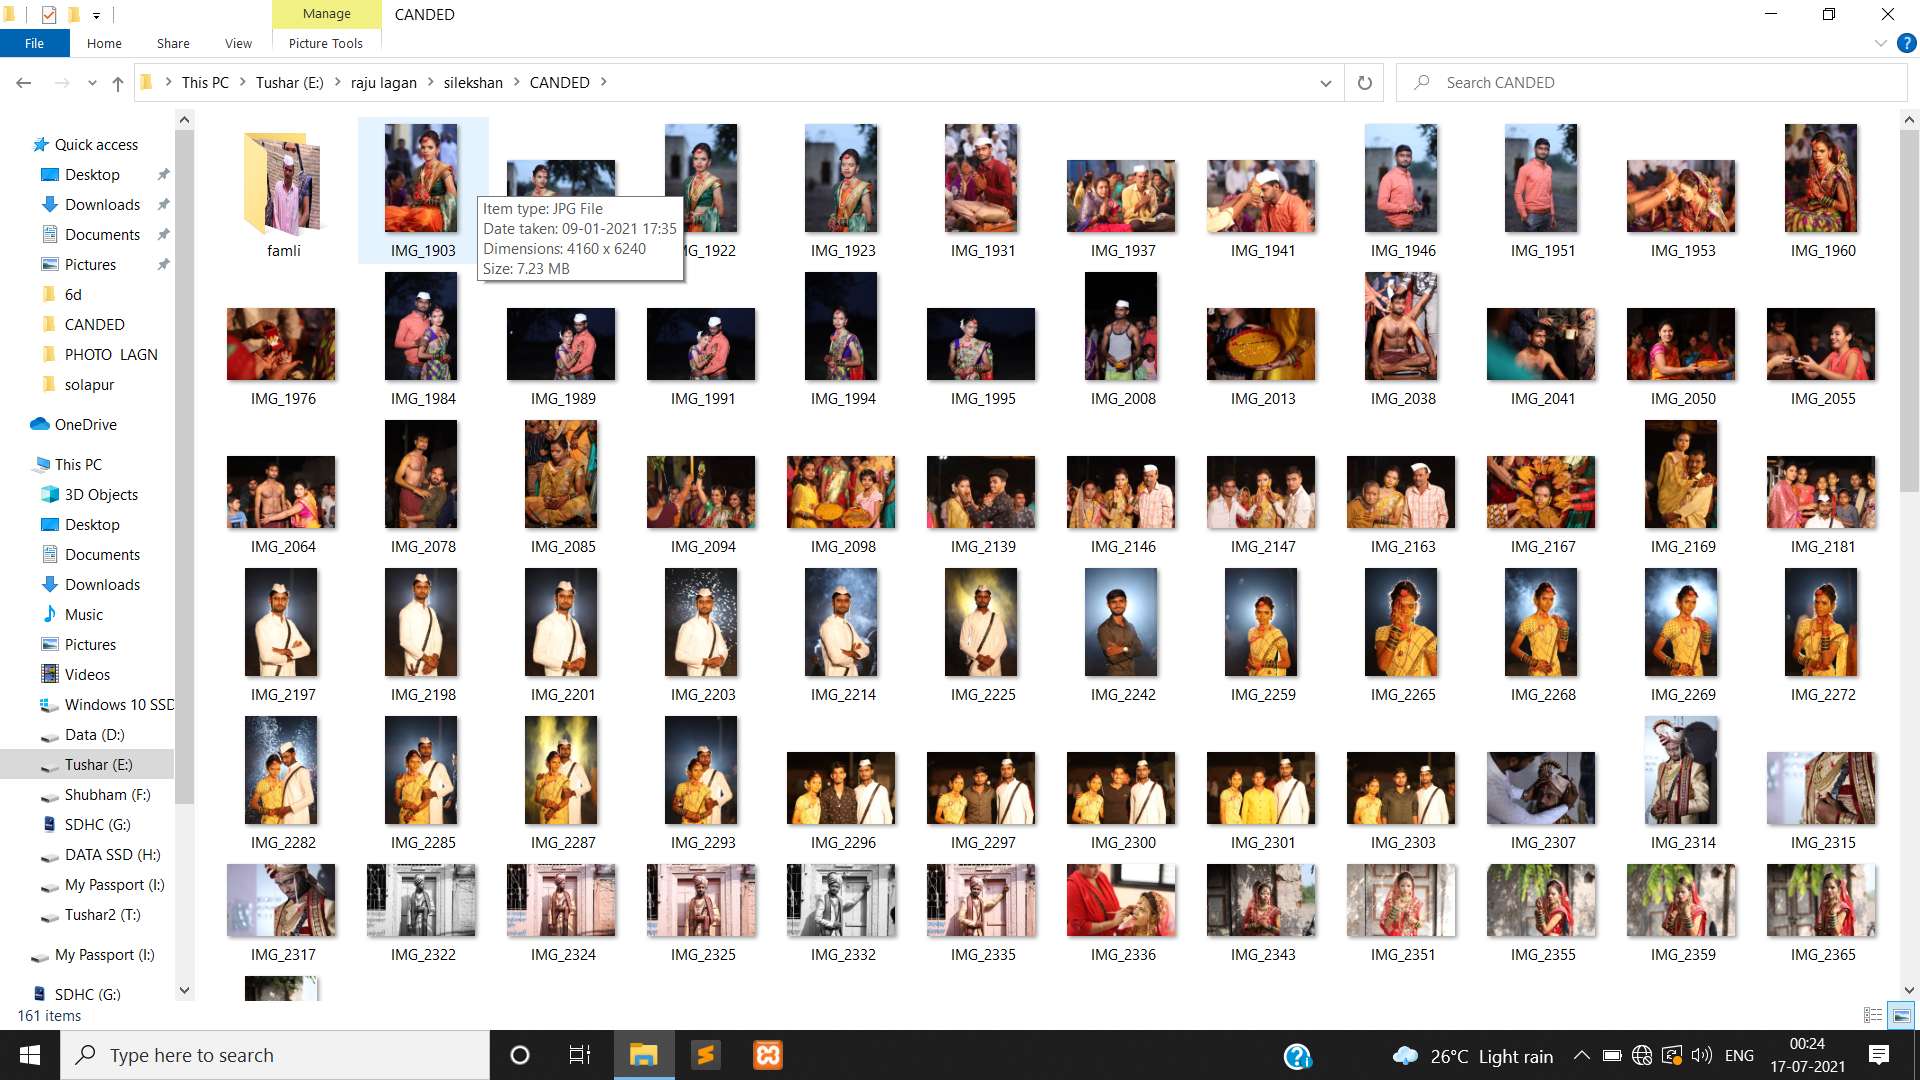 Manage
CANDED
File
Home
Share
View
Picture Tools
This PC
Tushar (E:)
raju lagan
silekshan
CANDED
Search CANDED
Quick access
Desktop
Downloads
Documents
Pictures
6d
CANDED
PHOTO LAGN
solapur
OneDrive
This PC
3D Objects
Desktop
Documents
Downloads
Music
Pictures
Videos
Windows 10 SSD
Data (D:)
Tushar (E:)
Shubham (F:)
SDHC (G:)
DATA SSD (H:)
My Passport (I:)
Tushar2 (T:)
My Passport (I:)
SDHC (G:)
famli
IMG_1903
MG_1922
IMG_1923
IMG_1931
IMG_1937
IMG_1941
IMG_1946
IMG_1951
IMG_1953
IMG_1960
Item type: JPG File
Date taken: 09-01-2021 17:35
Dimensions: 4160 x 6240
Size: 7.23 MB
IMG_1976
IMG_1984
IMG_1989
IMG_1991
IMG_1994
IMG_1995
IMG_2008
IMG_2013
IMG_2038
IMG_2041
IMG_2050
IMG_2055
IMG_2064
IMG_2078
IMG_2085
IMG_2094
IMG_2098
IMG_2139
IMG_2146
IMG_2147
IMG_2163
IMG_2167
IMG_2169
IMG_2181
IMG_2197
IMG_2198
IMG_2201
IMG_2203
IMG_2214
IMG_2225
IMG_2242
IMG_2259
IMG_2265
IMG_2268
IMG_2269
IMG_2272
IMG_2282
IMG_2285
IMG_2287
IMG_2293
IMG_2296
IMG_2297
IMG_2300
IMG_2301
IMG_2303
IMG_2307
IMG_2314
IMG_2315
IMG_2317
IMG_2322
IMG_2324
IMG_2325
IMG_2332
IMG_2335
IMG_2336
IMG_2343
IMG_2351
IMG_2355
IMG_2359
IMG_2365
161 items
Type here to search
26°C Light rain
ENG
00:24
17-07-2021